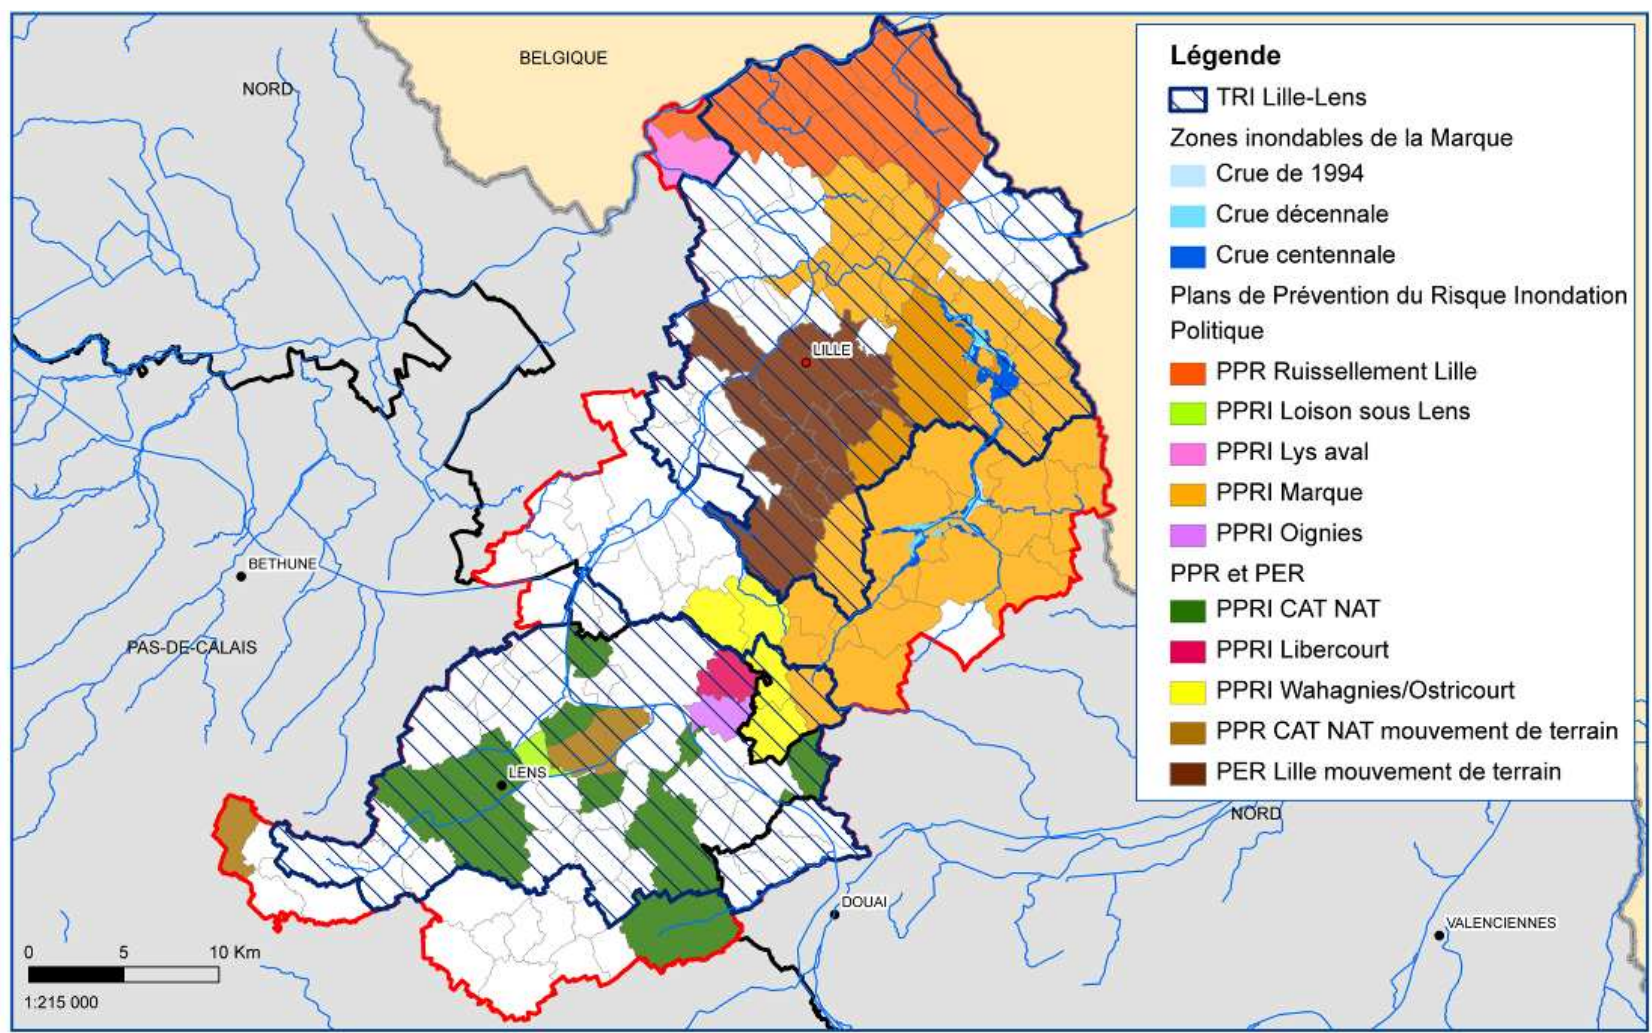 BELGIQUE
NORD
LILLE
BETHUNE
PAS-DE-CALAIS
LENS
NORD
DOUAI
VALENCIENNES
0 5 10 Km
1:215 000
Légende
TRI Lille-Lens
Zones inondables de la Marque
Crue de 1994
Crue décennale
Crue centennale
Plans de Prévention du Risque Inondation
Politique
PPR Ruissellement Lille
PPRI Loison sous Lens
PPRI Lys aval
PPRI Marque
PPRI Oignies
PPR et PER
PPRI CAT NAT
PPRI Libercourt
PPRI Wahagnies/Ostricourt
PPR CAT NAT mouvement de terrain
PER Lille mouvement de terrain